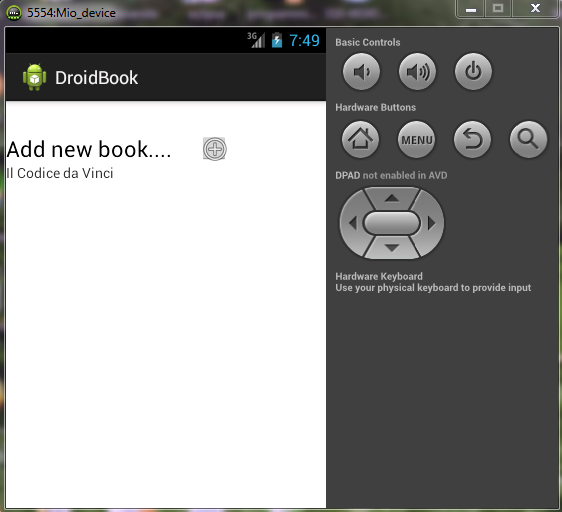 5554:Mio_device
3G
7:49
DroidBook
Add new book....
Il Codice da Vinci
Basic Controls
Hardware Buttons
MENU
DPAD not enabled in AVD
Hardware Keyboard
Use your physical keyboard to provide input